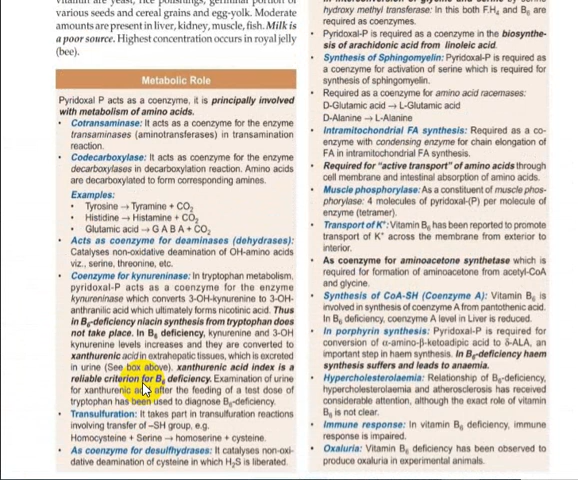 vitamin are yeast, rice polishings, germinal portion of
various seeds and cereal grains and egg-yolk. Moderate
amounts are present in liver, kidney, muscle, fish. Milk is
a poor source. Highest concentration occurs in royal jelly
(bee).
Metabolic Role
Pyridoxal P acts as a coenzyme, it is principally involved
with metabolism of amino acids.
• Cotransaminase: It acts as a coenzyme for the enzyme
transaminases (aminotransferases) in transamination
reaction.
• Codecarboxylase: It acts as coenzyme for the enzyme
decarboxylases in decarboxylation reaction. Amino acids
are decarboxylated to form corresponding amines.
Examples:
• Tyrosine → Tyramine + CO₂
• Histidine → Histamine + CO₂
• Glutamic acid → G A B A + CO₂
• Acts as coenzyme for deaminases (dehydrases):
Catalyses non-oxidative deamination of OH-amino acids
viz., serine, threonine, etc.
• Coenzyme for kynureninase: In tryptophan metabolism,
pyridoxal-P acts as a coenzyme for the enzyme
kynureninase which converts 3-OH-kynurenine to 3-OH-
anthranilic acid which ultimately forms nicotinic acid. Thus
in B₆-deficiency niacin synthesis from tryptophan does
not take place. In B₆ deficiency, kynurenine and 3-OH
kynurenine levels increases and they are converted to
xanthurenic acid in extrahepatic tissues, which is excreted
in urine (See box above). xanthurenic acid index is a
reliable criterion for B₆ deficiency. Examination of urine
for xanthurenic after the feeding of a test dose of
tryptophan has been used to diagnose B₆-deficiency.
• Transulfuration: It takes part in transulfuration reactions
involving transfer of –SH group, e.g.
Homocysteine + Serine → homoserine + cysteine.
• As coenzyme for desulfhydrases: It catalyses non-oxi-
dative deamination of cysteine in which H₂S is liberated.
hydroxy methyl transferase: In this both F.H₄ and B₆ are
required as coenzymes.
• Pyridoxal-P is required as a coenzyme in the biosynthe-
sis of arachidonic acid from linoleic acid.
• Synthesis of Sphingomyelin: Pyridoxal-P is required as
a coenzyme for activation of serine which is required for
synthesis of sphingomyelin.
• Required as a coenzyme for amino acid racemases:
D-Glutamic acid → L-Glutamic acid
D-Alanine → L-Alanine
• Intramitochondrial FA synthesis: Required as a co-
enzyme with condensing enzyme for chain elongation of
FA in intramitochondrial FA synthesis.
• Required for “active transport” of amino acids through
cell membrane and intestinal absorption of amino acids.
• Muscle phosphorylase: As a constituent of muscle phos-
phorylase: 4 molecules of pyridoxal-(P) per molecule of
enzyme (tetramer).
• Transport of K⁺: Vitamin B₆ has been reported to promote
transport of K⁺ across the membrane from exterior to
interior.
• As coenzyme for aminoacetone synthetase which is
required for formation of aminoacetone from acetyl-CoA
and glycine.
• Synthesis of CoA-SH (Coenzyme A): Vitamin B₆ is
involved in synthesis of coenzyme A from pantothenic acid.
In B₆ deficiency, coenzyme A level in Liver is reduced.
• In porphyrin synthesis: Pyridoxal-P is required for
conversion of α-amino-β-ketoadipic acid to δ-ALA, an
important step in haem synthesis. In B₆-deficiency haem
synthesis suffers and leads to anaemia.
• Hypercholesterolaemia: Relationship of B₆-deficiency,
hypercholesterolaemia and atherosclerosis has received
considerable attention, although the exact role of vitamin
B₆ is not clear.
• Immune response: In vitamin B₆ deficiency, immune
response is impaired.
• Oxaluria: Vitamin B₆ deficiency has been observed to
produce oxaluria in experimental animals.